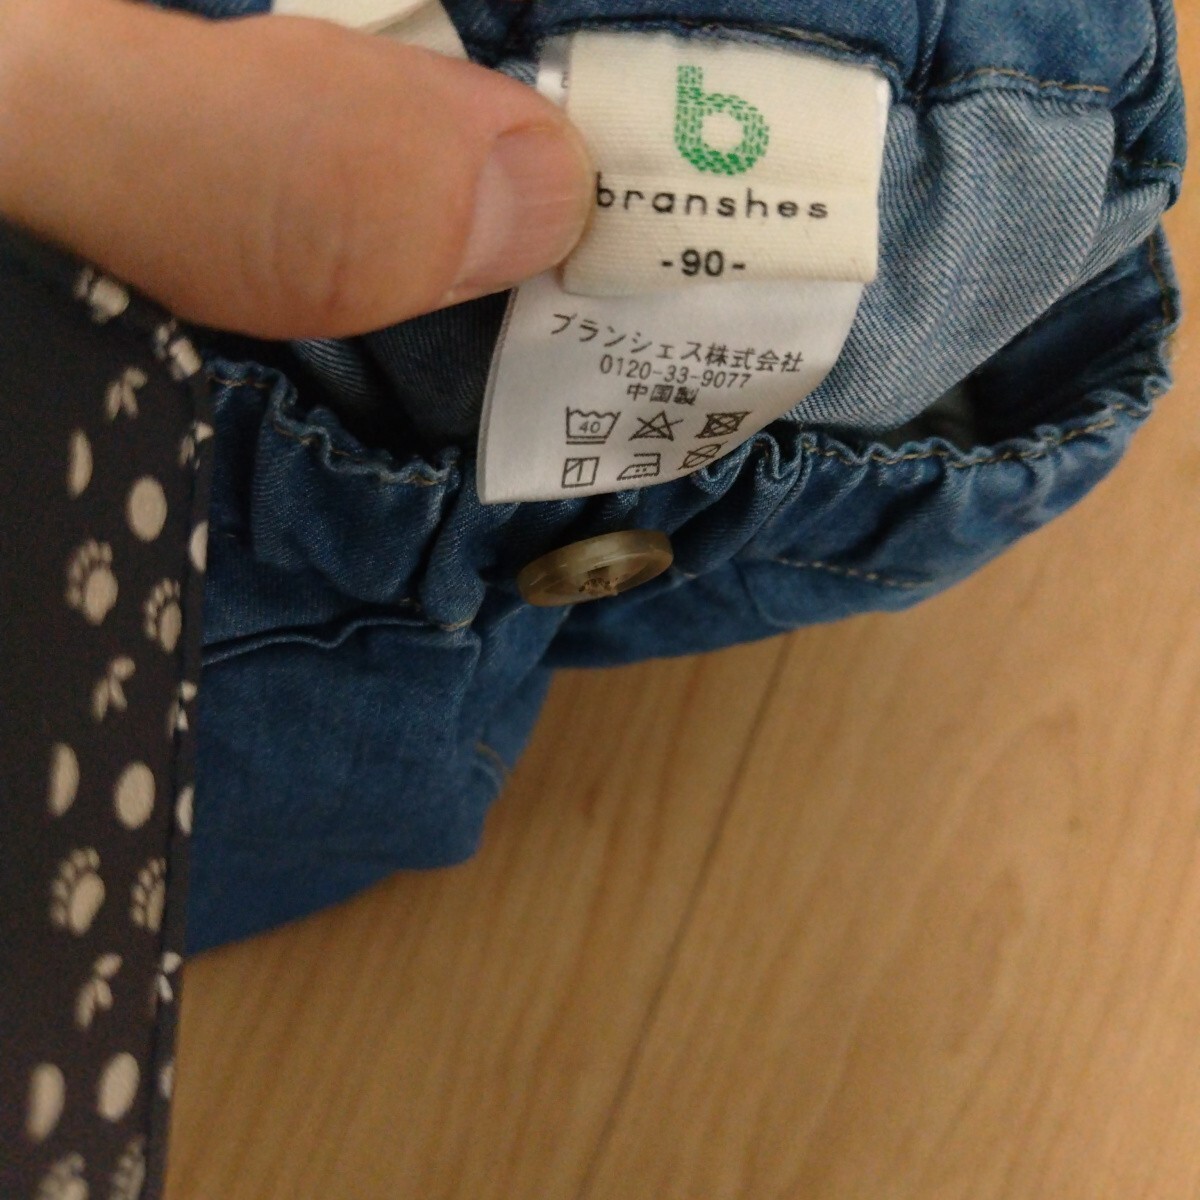 b
branshes
-90-
ブランシェス株式会社
0120-33-9077
中国製
40